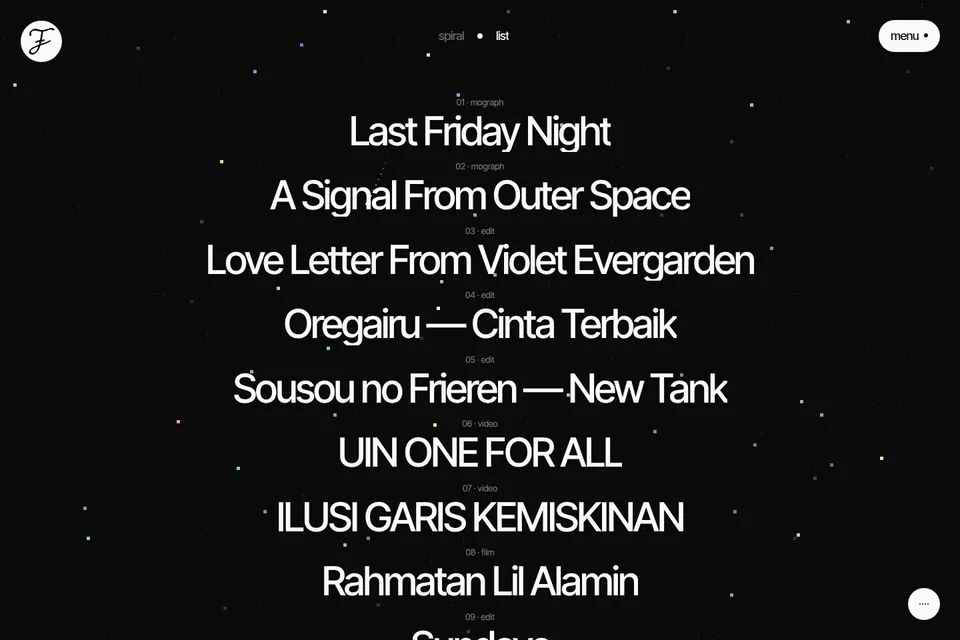 spiral • list
menu •
01 · mograph
Last Friday Night
02 · mograph
A Signal From Outer Space
03 · edit
Love Letter From Violet Evergarden
04 · edit
Oregairu — Cinta Terbaik
05 · edit
Sousou no Frieren — New Tank
06 · video
UIN ONE FOR ALL
07 · video
ILUSI GARIS KEMISKINAN
08 · film
Rahmatan Lil Alamin
09 · edit